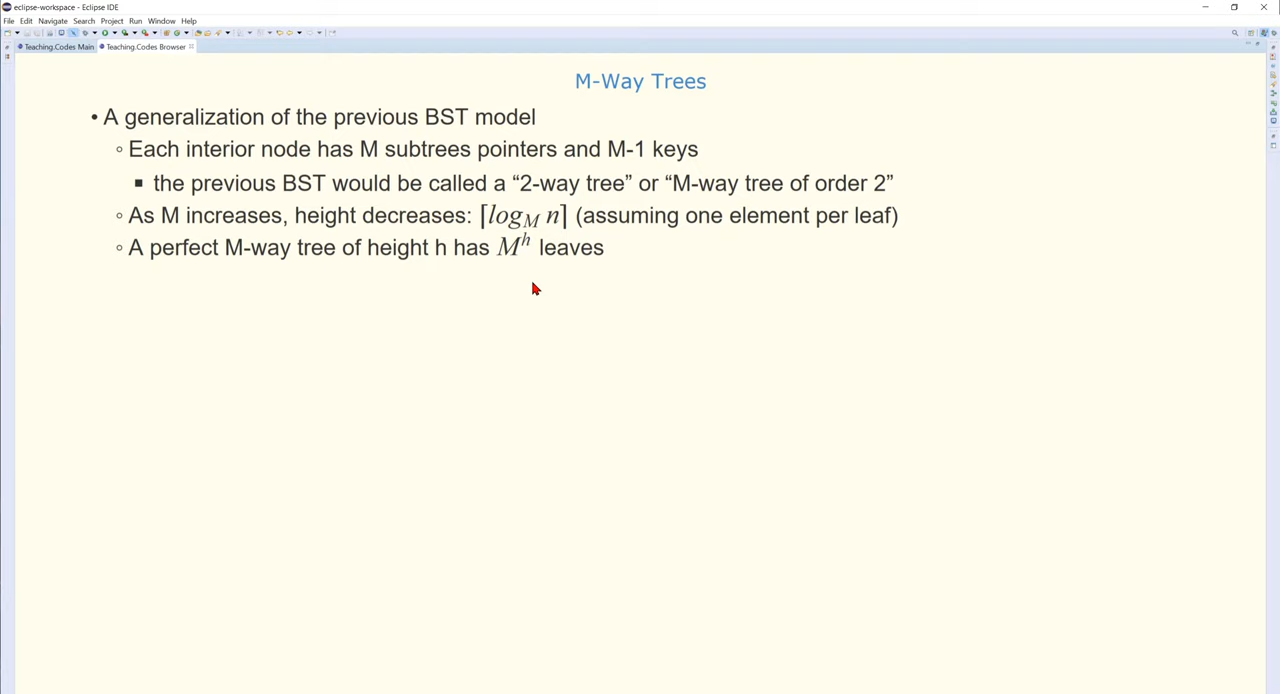 eclipse-workspace - Eclipse IDE
File Edit Navigate Search Project Run Window Help
Teaching.Codes Main Teaching.Codes Browser
M-Way Trees
• A generalization of the previous BST model
◦ Each interior node has M subtrees pointers and M-1 keys
▪ the previous BST would be called a “2-way tree” or “M-way tree of order 2”
◦ As M increases, height decreases: ⌈log_M n⌉ (assuming one element per leaf)
◦ A perfect M-way tree of height h has M^h leaves